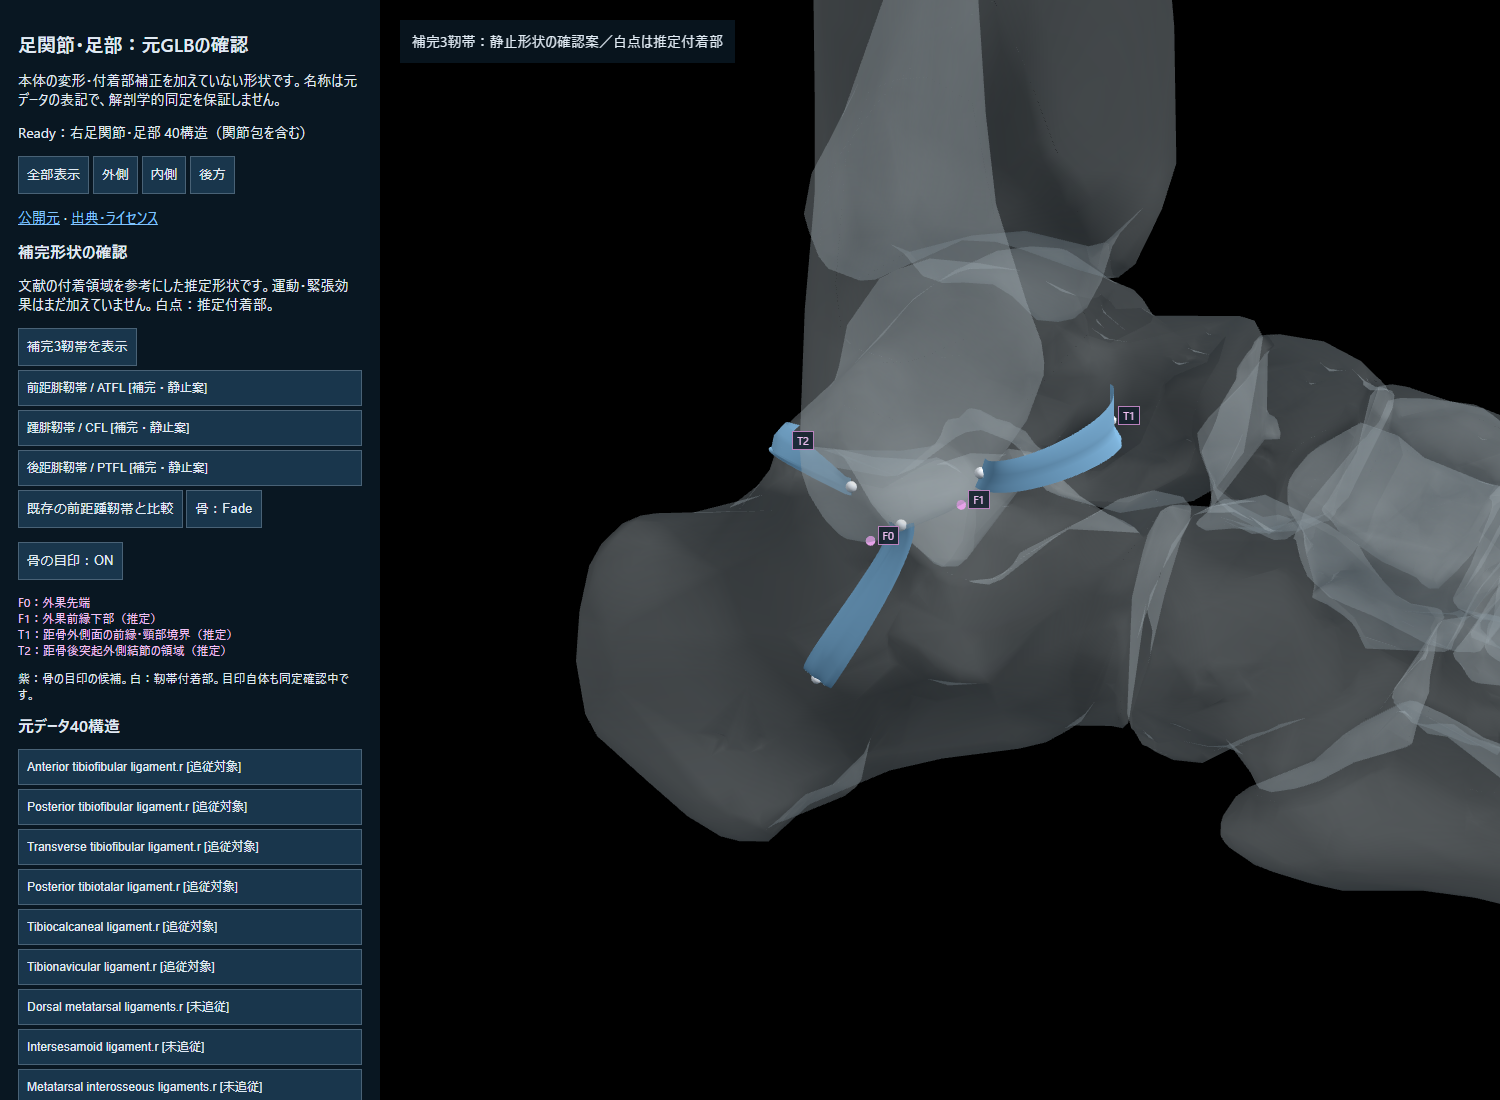 足関節・足部：元GLBの確認
本体の変形・付着部補正を加えていない形状です。名称は元
データの表記で、解剖学的同定を保証しません。
Ready：右足関節・足部 40構造（関節包を含む）
全部表示 外側 内側 後方
公開元 · 出典・ライセンス
補完形状の確認
文献の付着領域を参考にした推定形状です。運動・緊張効
果はまだ加えていません。白点：推定付着部。
補完3靭帯を表示
前距腓靭帯 / ATFL [補完・静止案]
踵腓靭帯 / CFL [補完・静止案]
後距腓靭帯 / PTFL [補完・静止案]
既存の前距踵靭帯と比較 骨：Fade
骨の目印：ON
F0：外果先端
F1：外果前縁下部（推定）
T1：距骨外側面の前縁・頸部境界（推定）
T2：距骨後突起外側結節の領域（推定）
紫：骨の目印の候補。白：靭帯付着部。目印自体も同定確認中で
す。
元データ40構造
Anterior tibiofibular ligament.r [追従対象]
Posterior tibiofibular ligament.r [追従対象]
Transverse tibiofibular ligament.r [追従対象]
Posterior tibiotalar ligament.r [追従対象]
Tibiocalcaneal ligament.r [追従対象]
Tibionavicular ligament.r [追従対象]
Dorsal metatarsal ligaments.r [未追従]
Intersesamoid ligament.r [未追従]
Metatarsal interosseous ligaments.r [未追従]
補完3靭帯：静止形状の確認案／白点は推定付着部
T1
T2
F1
F0